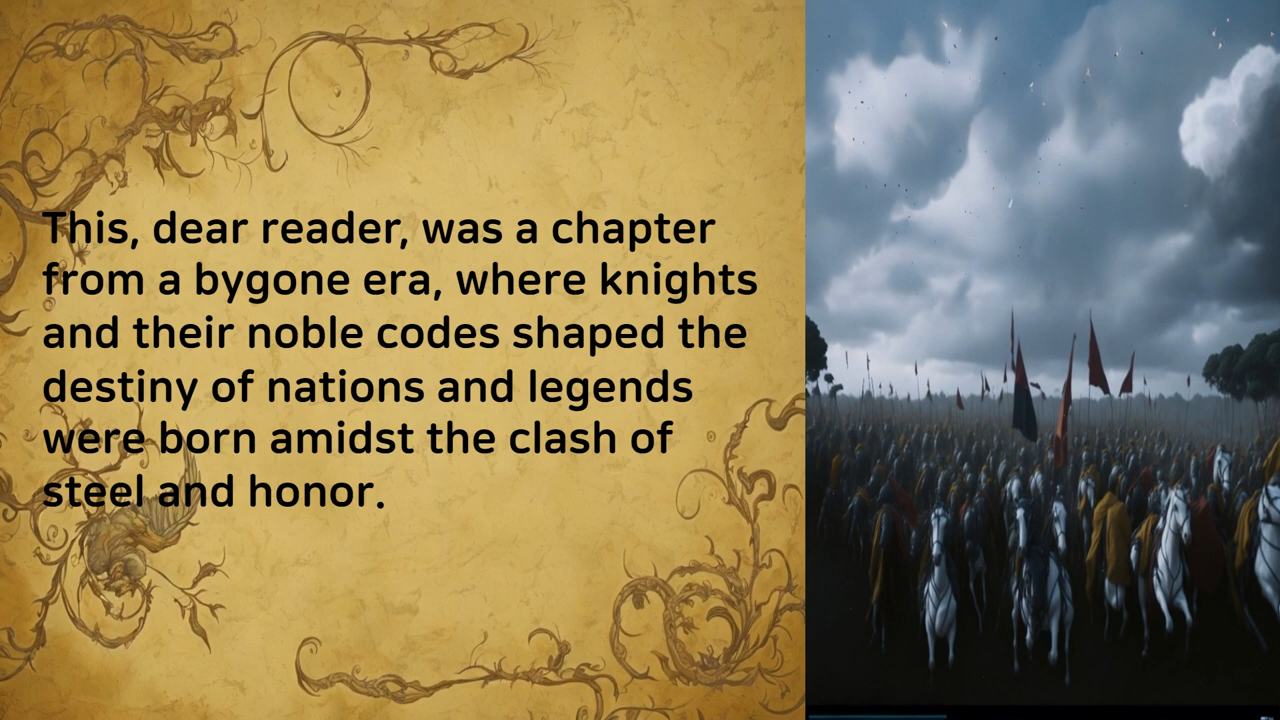 This, dear reader, was a chapter
from a bygone era, where knights
and their noble codes shaped the
destiny of nations and legends
were born amidst the clash of
steel and honor.